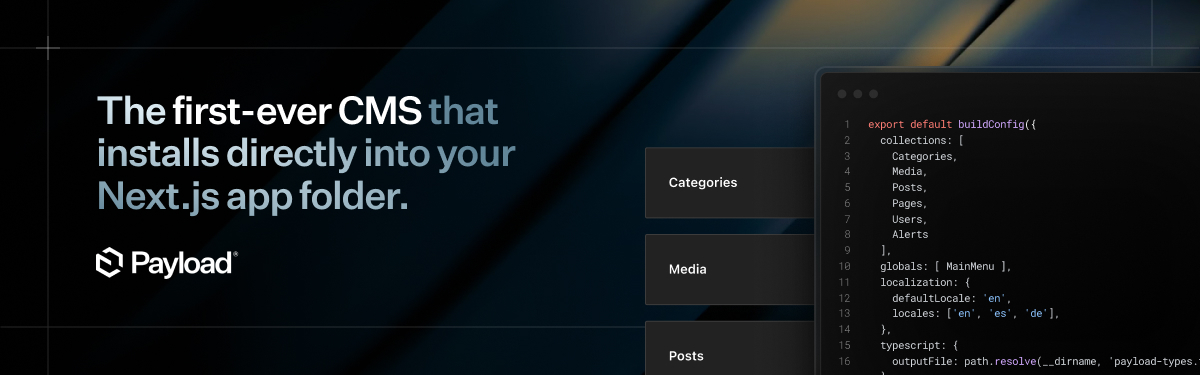 The first-ever CMS that
installs directly into your
Next.js app folder.
Payload®
Categories
Media
Posts
1 export default buildConfig({
2 collections: [
3 Categories,
4 Media,
5 Posts,
6 Pages,
7 Users,
8 Alerts
9 ],
10 globals: [ MainMenu ],
11 localization: {
12 defaultLocale: 'en',
13 locales: ['en', 'es', 'de'],
14 },
15 typescript: {
16 outputFile: path.resolve(__dirname, 'payload-types.